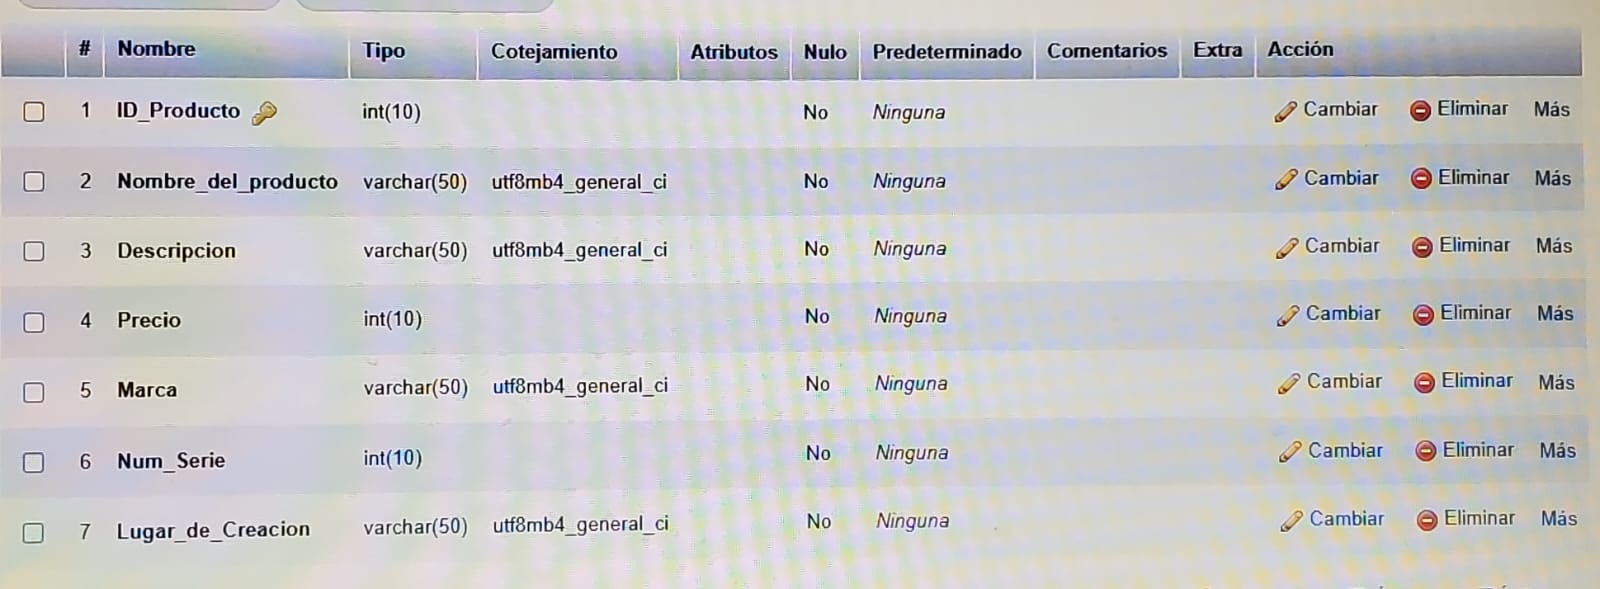 # Nombre Tipo Cotejamiento Atributos Nulo Predeterminado Comentarios Extra Acción
1 ID_Producto int(10) No Ninguna Cambiar Eliminar Más
2 Nombre_del_producto varchar(50) utf8mb4_general_ci No Ninguna Cambiar Eliminar Más
3 Descripcion varchar(50) utf8mb4_general_ci No Ninguna Cambiar Eliminar Más
4 Precio int(10) No Ninguna Cambiar Eliminar Más
5 Marca varchar(50) utf8mb4_general_ci No Ninguna Cambiar Eliminar Más
6 Num_Serie int(10) No Ninguna Cambiar Eliminar Más
7 Lugar_de_Creacion varchar(50) utf8mb4_general_ci No Ninguna Cambiar Eliminar Más